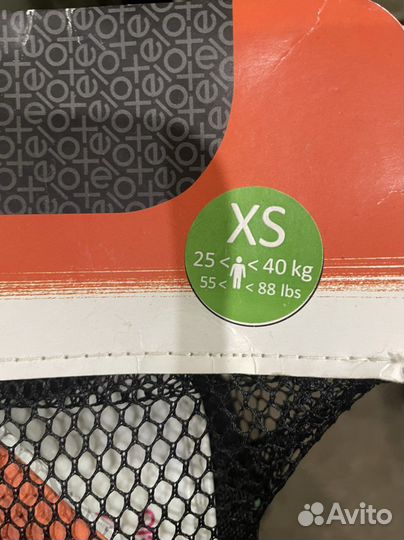 XS
25 < < 40 kg
55 < < 88 lbs
Avito